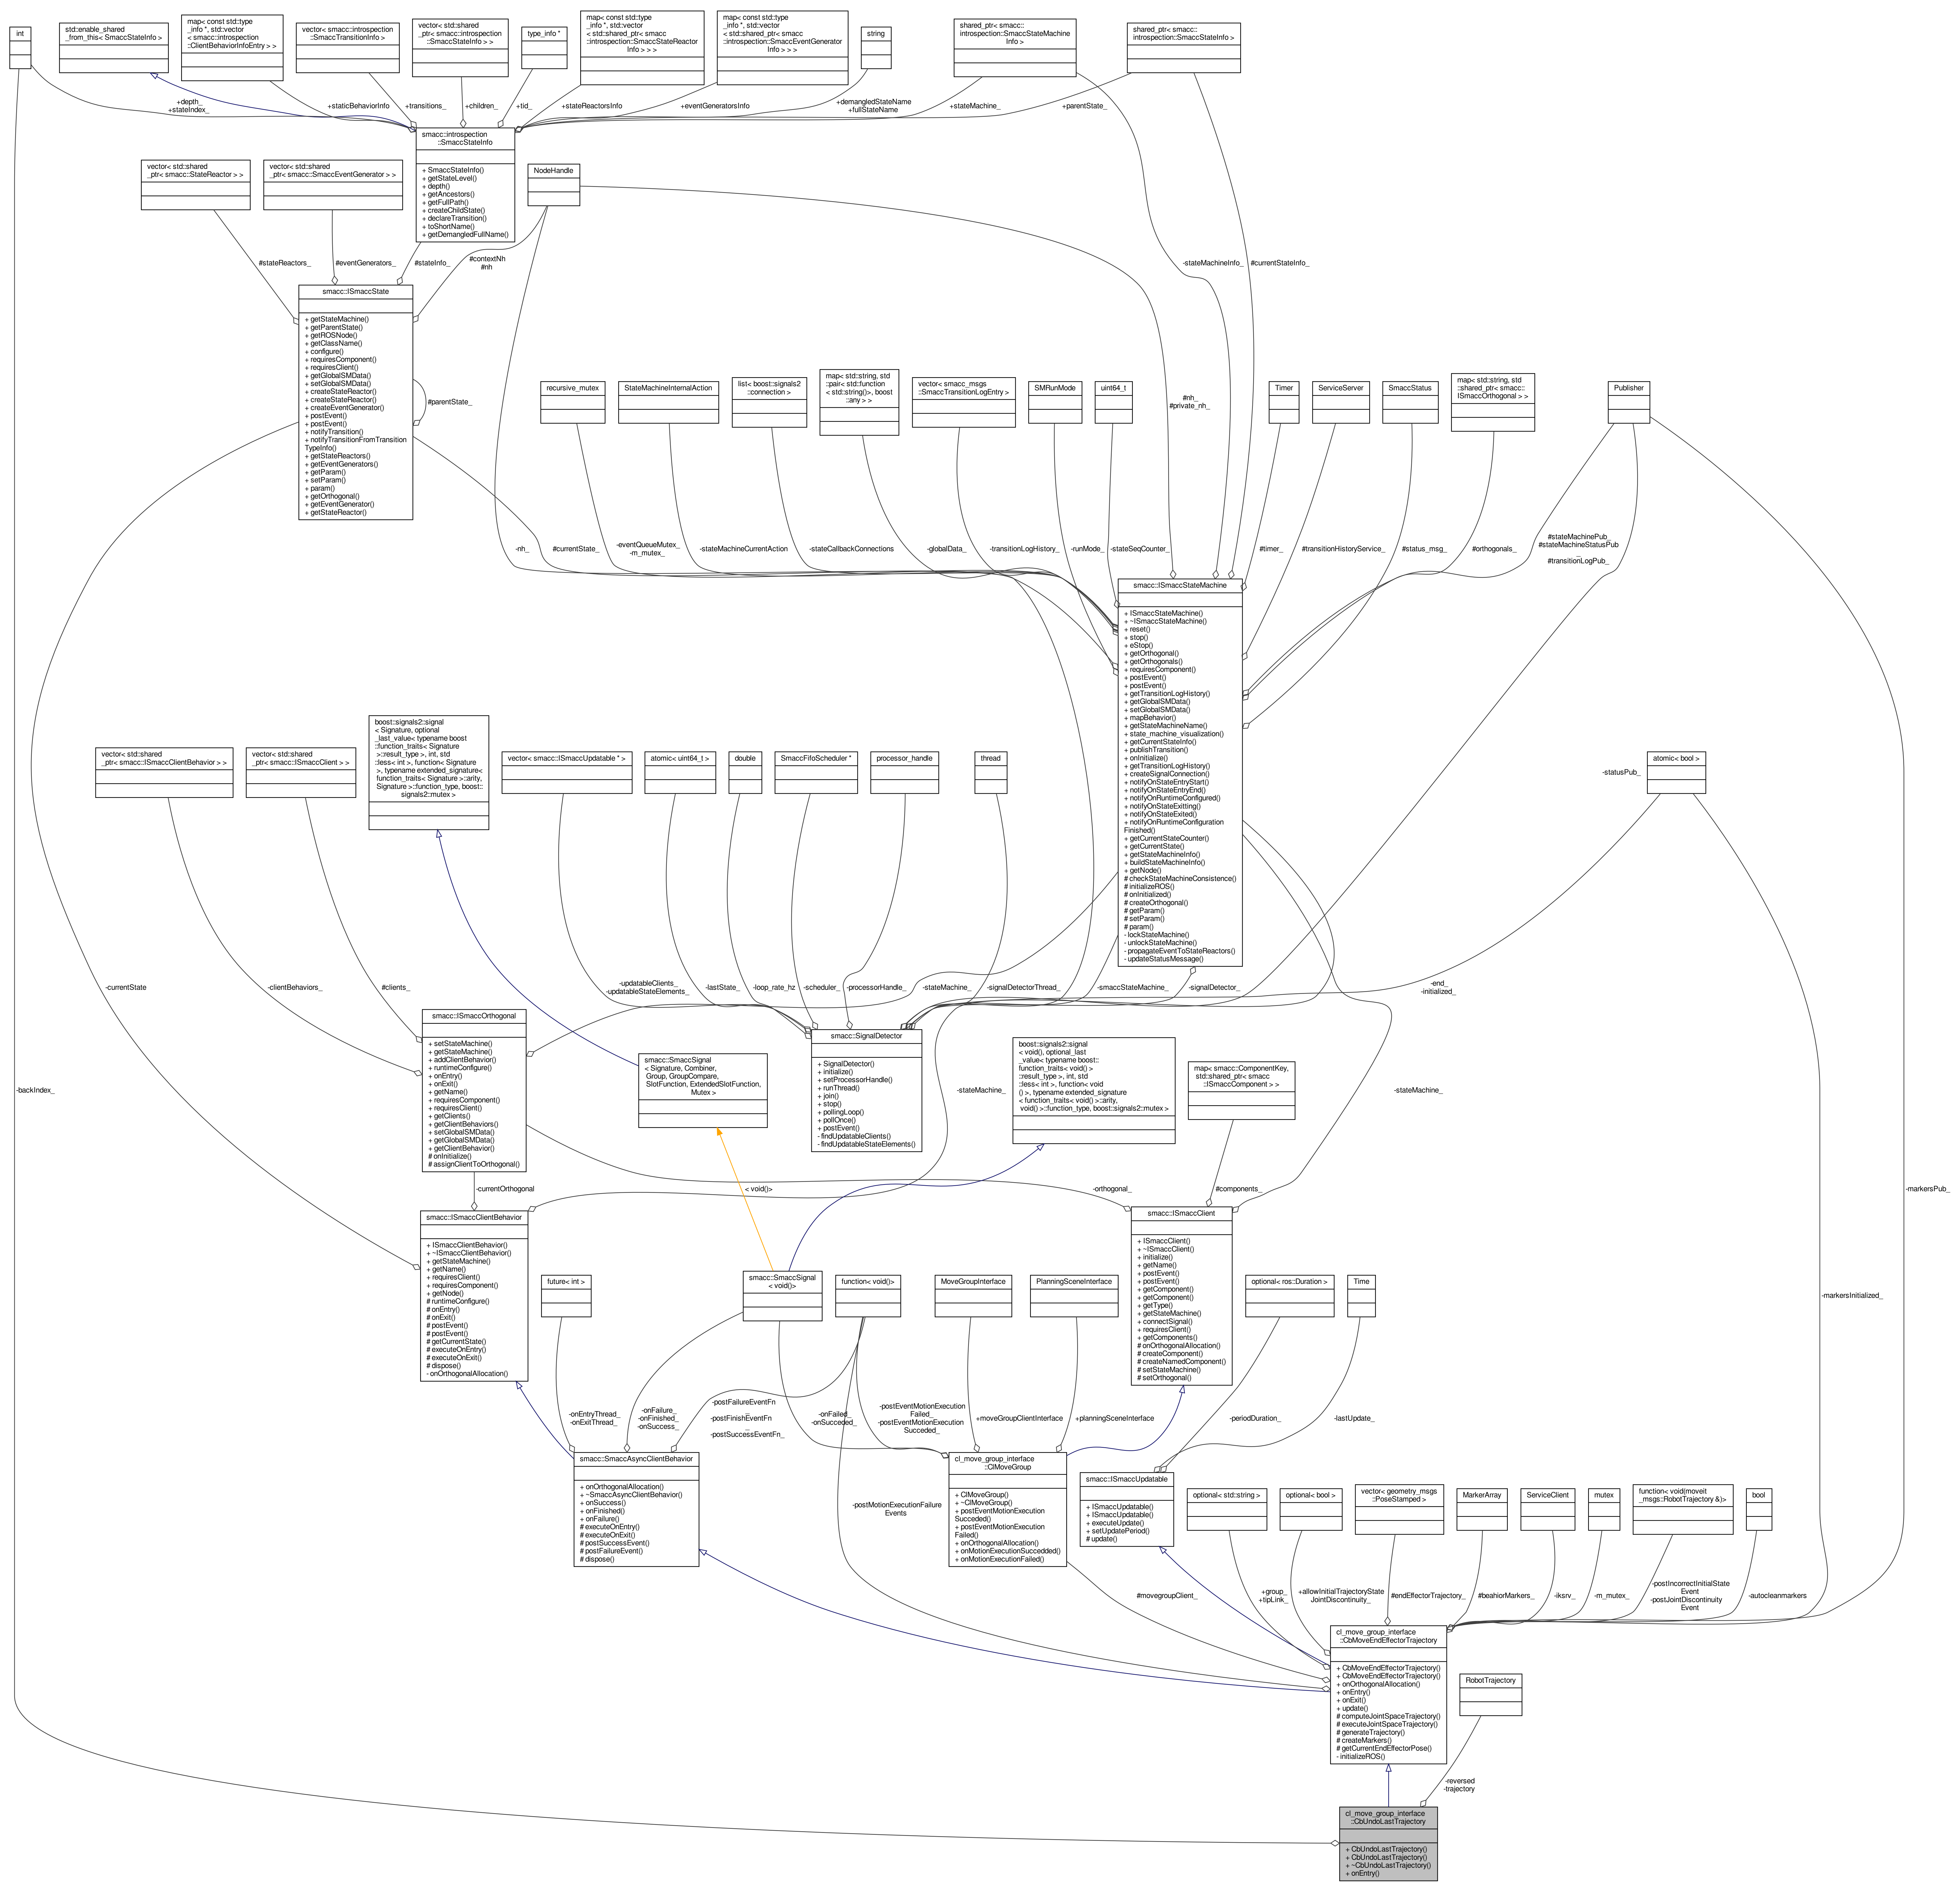 int
std::enable_shared
_from_this< SmaccStateInfo >
map< const std::type
_info *, std::vector
< smacc::introspection
::ClientBehaviorInfoEntry > >
vector< smacc::introspection
::SmaccTransitionInfo >
vector< std::shared
_ptr< smacc::introspection
::SmaccStateInfo > >
type_info *
map< const std::type
_info *, std::vector
< std::shared_ptr< smacc
::introspection::SmaccStateReactor
Info > > >
map< const std::type
_info *, std::vector
< std::shared_ptr< smacc
::introspection::SmaccEventGenerator
Info > > >
string
shared_ptr< smacc::
introspection::SmaccStateMachine
Info >
shared_ptr< smacc::
introspection::SmaccStateInfo >
+depth_
+stateIndex_
+staticBehaviorInfo
+transitions_
+children_
+tid_
+stateReactorsInfo
+eventGeneratorsInfo
+demangledStateName
+fullStateName
+stateMachine_
+parentState_
smacc::introspection
::SmaccStateInfo
+ SmaccStateInfo()
+ getStateLevel()
+ depth()
+ getAncestors()
+ getFullPath()
+ createChildState()
+ declareTransition()
+ toShortName()
+ getDemangledFullName()
vector< std::shared
_ptr< smacc::StateReactor > >
vector< std::shared
_ptr< smacc::SmaccEventGenerator > >
NodeHandle
#stateReactors_
#eventGenerators_
#stateInfo_
#contextNh
#nh
-stateMachineInfo_
#currentStateInfo_
smacc::ISmaccState
+ getStateMachine()
+ getParentState()
+ getROSNode()
+ getClassName()
+ configure()
+ requiresComponent()
+ requiresClient()
+ getGlobalSMData()
+ setGlobalSMData()
+ createStateReactor()
+ createStateReactor()
+ createEventGenerator()
+ postEvent()
+ postEvent()
+ notifyTransition()
+ notifyTransitionFromTransition
TypeInfo()
+ getStateReactors()
+ getEventGenerators()
+ getParam()
+ setParam()
+ param()
+ getOrthogonal()
+ getEventGenerator()
+ getStateReactor()
#parentState_
recursive_mutex
StateMachineInternalAction
list< boost::signals2
::connection >
map< std::string, std
::pair< std::function
< std::string()>, boost
::any > >
vector< smacc_msgs
::SmaccTransitionLogEntry >
SMRunMode
uint64_t
#nh_
#private_nh_
Timer
ServiceServer
SmaccStatus
map< std::string, std
::shared_ptr< smacc::
ISmaccOrthogonal > >
Publisher
-nh_
#currentState_
-eventQueueMutex_
-m_mutex_
-stateMachineCurrentAction
-stateCallbackConnections
-globalData_
-transitionLogHistory_
-runMode_
-stateSeqCounter_
#timer_
#transitionHistoryService_
#status_msg_
#orthogonals_
#stateMachinePub_
#stateMachineStatusPub
_
#transitionLogPub_
smacc::ISmaccStateMachine
+ ISmaccStateMachine()
+ ~ISmaccStateMachine()
+ reset()
+ stop()
+ eStop()
+ getOrthogonal()
+ getOrthogonals()
+ requiresComponent()
+ postEvent()
+ postEvent()
+ getTransitionLogHistory()
+ getGlobalSMData()
+ setGlobalSMData()
+ mapBehavior()
+ getStateMachineName()
+ state_machine_visualization()
+ getCurrentStateInfo()
+ publishTransition()
+ onInitialize()
+ getTransitionLogHistory()
+ createSignalConnection()
+ notifyOnStateEntryStart()
+ notifyOnStateEntryEnd()
+ notifyOnRuntimeConfigured()
+ notifyOnStateExitting()
+ notifyOnStateExited()
+ notifyOnRuntimeConfiguration
Finished()
+ getCurrentStateCounter()
+ getCurrentState()
+ getStateMachineInfo()
+ buildStateMachineInfo()
+ getNode()
# checkStateMachineConsistence()
# initializeROS()
# onInitialized()
# createOrthogonal()
# getParam()
# setParam()
# param()
- lockStateMachine()
- unlockStateMachine()
- propagateEventToStateReactors()
- updateStatusMessage()
vector< std::shared
_ptr< smacc::ISmaccClientBehavior > >
vector< std::shared
_ptr< smacc::ISmaccClient > >
boost::signals2::signal
< Signature, optional
_last_value< typename boost
::function_traits< Signature
>::result_type >, int, std
::less< int >, function< Signature
>, typename extended_signature<
function_traits< Signature >::arity,
Signature >::function_type, boost::
signals2::mutex >
vector< smacc::ISmaccUpdatable * >
atomic< uint64_t >
double
SmaccFifoScheduler *
processor_handle
thread
-statusPub_
atomic< bool >
-currentState
-clientBehaviors_
#clients_
-updatableClients_
-updatableStateElements_
-lastState_
-loop_rate_hz
-scheduler_
-processorHandle_
-stateMachine_
-signalDetectorThread_
-smaccStateMachine_
-signalDetector_
-end_
-initialized_
smacc::ISmaccOrthogonal
+ setStateMachine()
+ getStateMachine()
+ addClientBehavior()
+ runtimeConfigure()
+ onEntry()
+ onExit()
+ getName()
+ requiresComponent()
+ requiresClient()
+ getClients()
+ getClientBehaviors()
+ setGlobalSMData()
+ getGlobalSMData()
+ getClientBehavior()
# onInitialize()
# assignClientToOrthogonal()
smacc::SmaccSignal
< Signature, Combiner,
Group, GroupCompare,
SlotFunction, ExtendedSlotFunction,
Mutex >
smacc::SignalDetector
+ SignalDetector()
+ initialize()
+ setProcessorHandle()
+ runThread()
+ join()
+ stop()
+ pollingLoop()
+ pollOnce()
+ postEvent()
- findUpdatableClients()
- findUpdatableStateElements()
boost::signals2::signal
< void(), optional_last
_value< typename boost::
function_traits< void()>
::result_type >, int, std
::less< int >, function< void
() >, typename extended_signature
< function_traits< void() >::arity,
void() >::function_type, boost::signals2::mutex >
map< smacc::ComponentKey,
std::shared_ptr< smacc
::ISmaccComponent > >
-backIndex_
-stateMachine_
-stateMachine_
-currentOrthogonal
< void()>
-orthogonal_
#components_
-markersPub_
smacc::ISmaccClientBehavior
+ ISmaccClientBehavior()
+ ~ISmaccClientBehavior()
+ getStateMachine()
+ getName()
+ requiresClient()
+ requiresComponent()
+ getNode()
# runtimeConfigure()
# onEntry()
# onExit()
# postEvent()
# postEvent()
# getCurrentState()
# executeOnEntry()
# executeOnExit()
# dispose()
- onOrthogonalAllocation()
smacc::ISmaccClient
+ ISmaccClient()
+ ~ISmaccClient()
+ initialize()
+ getName()
+ postEvent()
+ postEvent()
+ getComponent()
+ getComponent()
+ getType()
+ getStateMachine()
+ connectSignal()
+ requiresClient()
+ getComponents()
# onOrthogonalAllocation()
# createComponent()
# createNamedComponent()
# setStateMachine()
# setOrthogonal()
future< int >
smacc::SmaccSignal
< void()>
function< void()>
MoveGroupInterface
PlanningSceneInterface
optional< ros::Duration >
Time
-markersInitialized_
-onEntryThread_
-onExitThread_
-onFailure_
-onFinished_
-onSuccess_
-postFailureEventFn
_
-postFinishEventFn
_
-postSuccessEventFn_
-onFailed_
-onSucceded_
-postEventMotionExecution
Failed_
-postEventMotionExecution
Succeded_
+moveGroupClientInterface
+planningSceneInterface
-periodDuration_
-lastUpdate_
smacc::SmaccAsyncClientBehavior
+ onOrthogonalAllocation()
+ ~SmaccAsyncClientBehavior()
+ onSuccess()
+ onFinished()
+ onFailure()
# executeOnEntry()
# executeOnExit()
# postSuccessEvent()
# postFailureEvent()
# dispose()
-postMotionExecutionFailure
Events
cl_move_group_interface
::ClMoveGroup
+ ClMoveGroup()
+ ~ClMoveGroup()
+ postEventMotionExecution
Succeded()
+ postEventMotionExecution
Failed()
+ onOrthogonalAllocation()
+ onMotionExecutionSuccedded()
+ onMotionExecutionFailed()
smacc::ISmaccUpdatable
+ ISmaccUpdatable()
+ ISmaccUpdatable()
+ executeUpdate()
+ setUpdatePeriod()
# update()
optional< std::string >
optional< bool >
vector< geometry_msgs
::PoseStamped >
MarkerArray
ServiceClient
mutex
function< void(moveit
_msgs::RobotTrajectory &)>
bool
#movegroupClient_
+group_
+tipLink_
+allowInitialTrajectoryState
JointDiscontinuity_
#endEffectorTrajectory_
#beahiorMarkers_
-iksrv_
-m_mutex_
-postIncorrectInitialState
Event
-postJointDiscontinuity
Event
-autocleanmarkers
cl_move_group_interface
::CbMoveEndEffectorTrajectory
+ CbMoveEndEffectorTrajectory()
+ CbMoveEndEffectorTrajectory()
+ onOrthogonalAllocation()
+ onEntry()
+ onExit()
+ update()
# computeJointSpaceTrajectory()
# executeJointSpaceTrajectory()
# generateTrajectory()
# createMarkers()
# getCurrentEndEffectorPose()
- initializeROS()
RobotTrajectory
-reversed
-trajectory
cl_move_group_interface
::CbUndoLastTrajectory
+ CbUndoLastTrajectory()
+ CbUndoLastTrajectory()
+ ~CbUndoLastTrajectory()
+ onEntry()